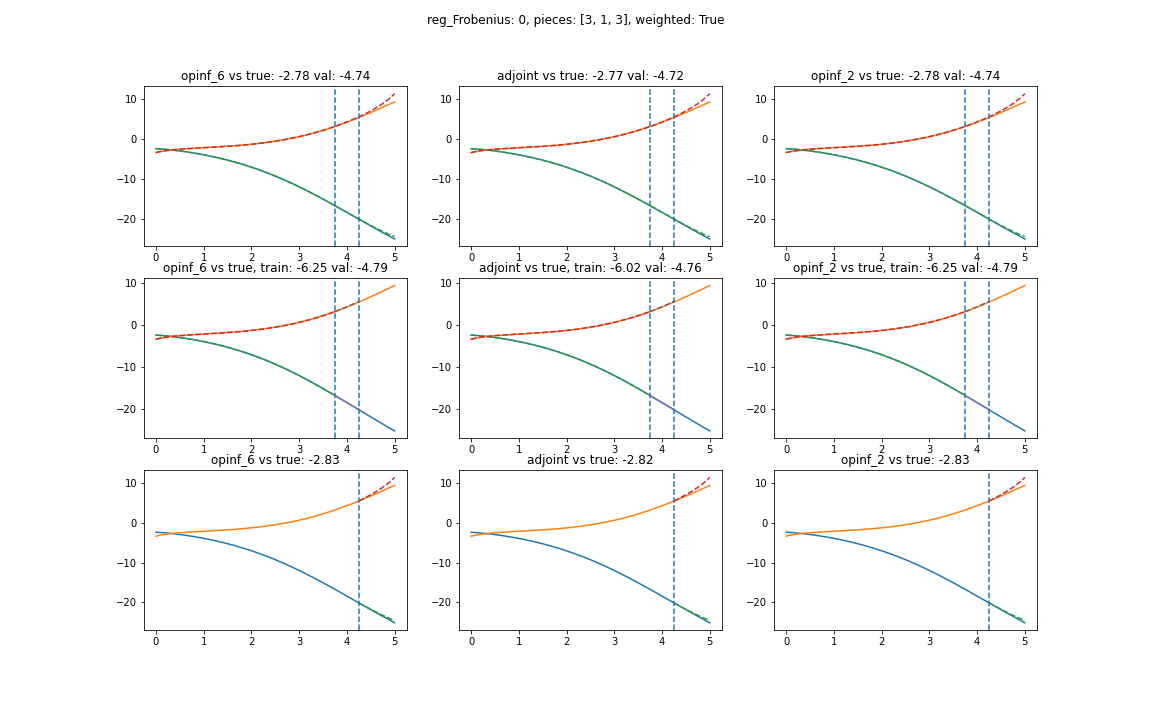 reg_Frobenius: 0, pieces: [3, 1, 3], weighted: True
opinf_6 vs true: -2.78 val: -4.74
adjoint vs true: -2.77 val: -4.72
opinf_2 vs true: -2.78 val: -4.74
10
0
−10
−20
0 1 2 3 4 5
10
0
−10
−20
0 1 2 3 4 5
10
0
−10
−20
0 1 2 3 4 5
opinf_6 vs true, train: -6.25 val: -4.79
adjoint vs true, train: -6.02 val: -4.76
opinf_2 vs true, train: -6.25 val: -4.79
10
0
−10
−20
0 1 2 3 4 5
10
0
−10
−20
0 1 2 3 4 5
10
0
−10
−20
0 1 2 3 4 5
opinf_6 vs true: -2.83
adjoint vs true: -2.82
opinf_2 vs true: -2.83
10
0
−10
−20
0 1 2 3 4 5
10
0
−10
−20
0 1 2 3 4 5
10
0
−10
−20
0 1 2 3 4 5